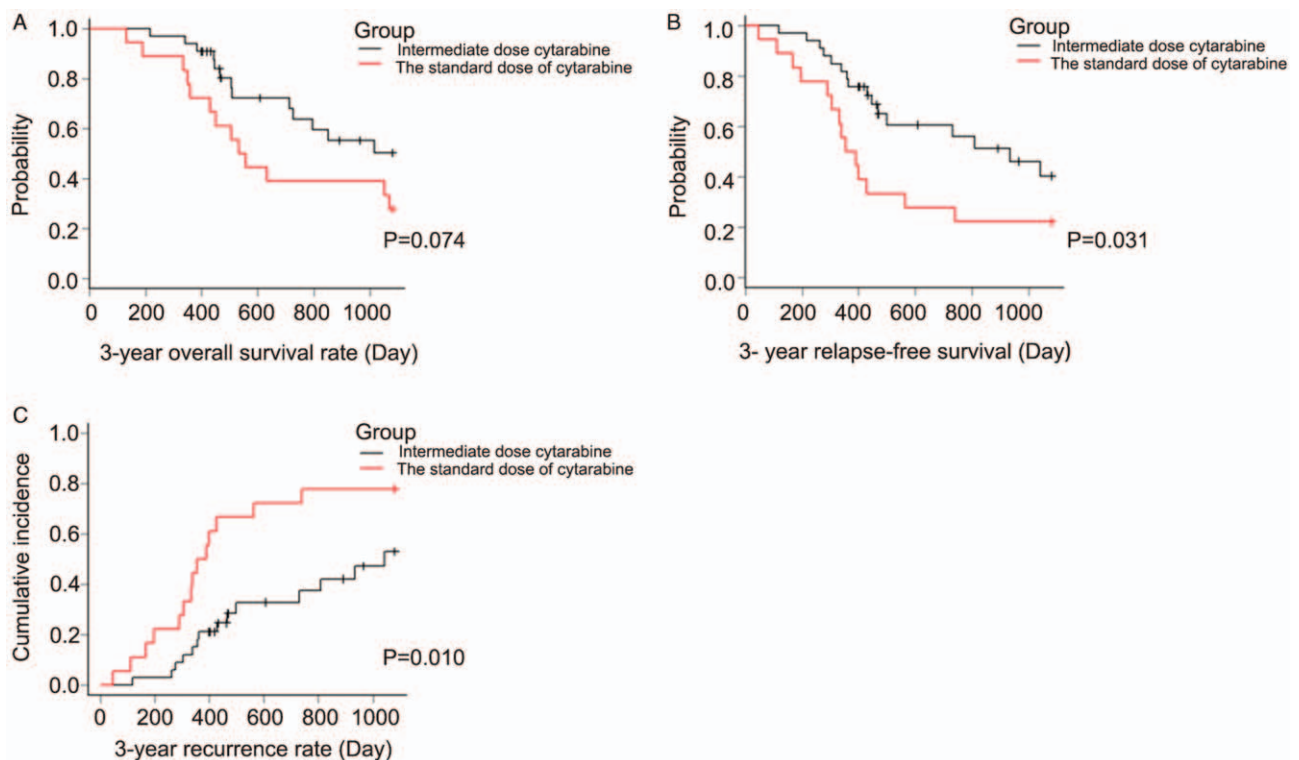 A
Group
Intermediate dose cytarabine
The standard dose of cytarabine
Probability
1.0
0.8
0.6
0.4
0.2
0.0
P=0.074
0 200 400 600 800 1000
3-year overall survival rate (Day)
B
Group
Intermediate dose cytarabine
The standard dose of cytarabine
Probability
1.0
0.8
0.6
0.4
0.2
0.0
P=0.031
0 200 400 600 800 1000
3- year relapse-free survival (Day)
C
Group
Intermediate dose cytarabine
The standard dose of cytarabine
Cumulative incidence
1.0
0.8
0.6
0.4
0.2
0.0
P=0.010
0 200 400 600 800 1000
3-year recurrence rate (Day)